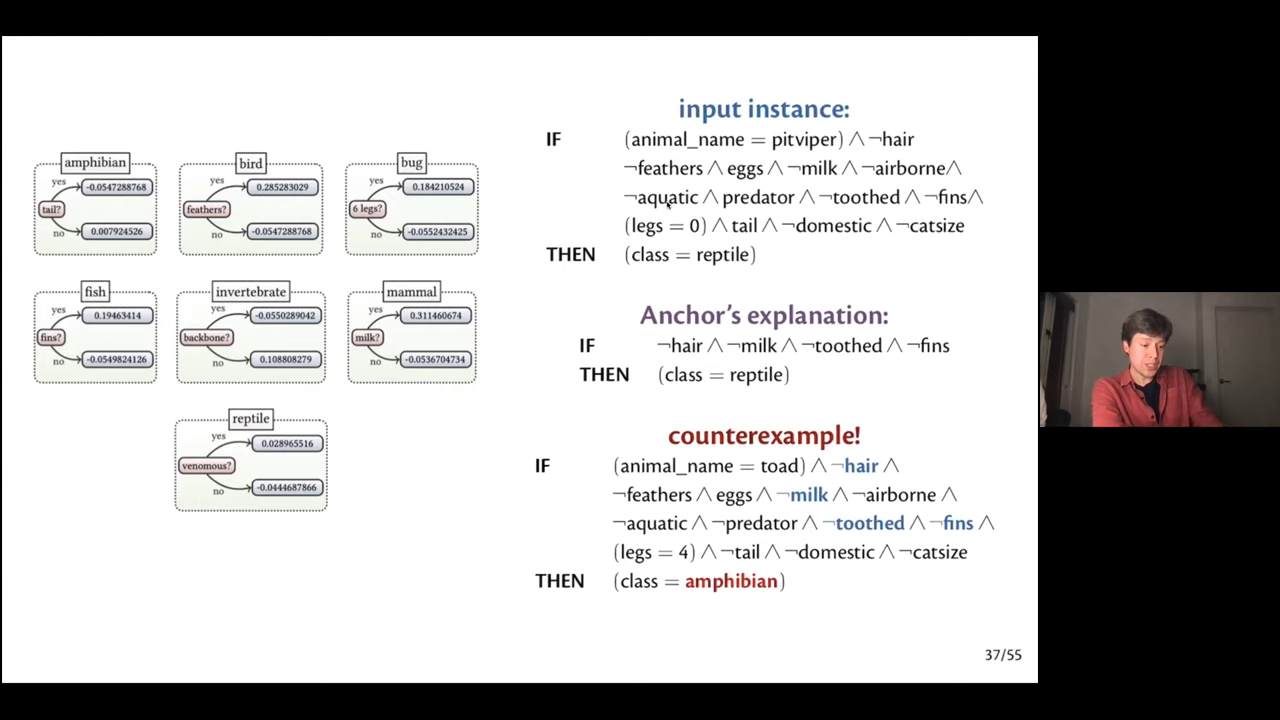 amphibian
yes
-0.0547288768
tail?
no
0.007924526
bird
yes
0.285283029
feathers?
no
-0.0547288768
bug
yes
0.184210524
6 legs?
no
-0.0552432425
fish
yes
0.19463414
fins?
no
-0.0549824126
invertebrate
yes
-0.0550289042
backbone?
no
0.108808279
mammal
yes
0.311460674
milk?
no
-0.0536704734
reptile
yes
0.028965516
venomous?
no
-0.0444687866
input instance:
IF (animal_name = pitviper) ∧ ¬hair
¬feathers ∧ eggs ∧ ¬milk ∧ ¬airborne∧
¬aquatic ∧ predator ∧ ¬toothed ∧ ¬fins∧
(legs = 0) ∧ tail ∧ ¬domestic ∧ ¬catsize
THEN (class = reptile)
Anchor’s explanation:
IF ¬hair ∧ ¬milk ∧ ¬toothed ∧ ¬fins
THEN (class = reptile)
counterexample!
IF (animal_name = toad) ∧ ¬hair ∧
¬feathers ∧ eggs ∧ ¬milk ∧ ¬airborne ∧
¬aquatic ∧ ¬predator ∧ ¬toothed ∧ ¬fins ∧
(legs = 4) ∧ ¬tail ∧ ¬domestic ∧ ¬catsize
THEN (class = amphibian)
37/55